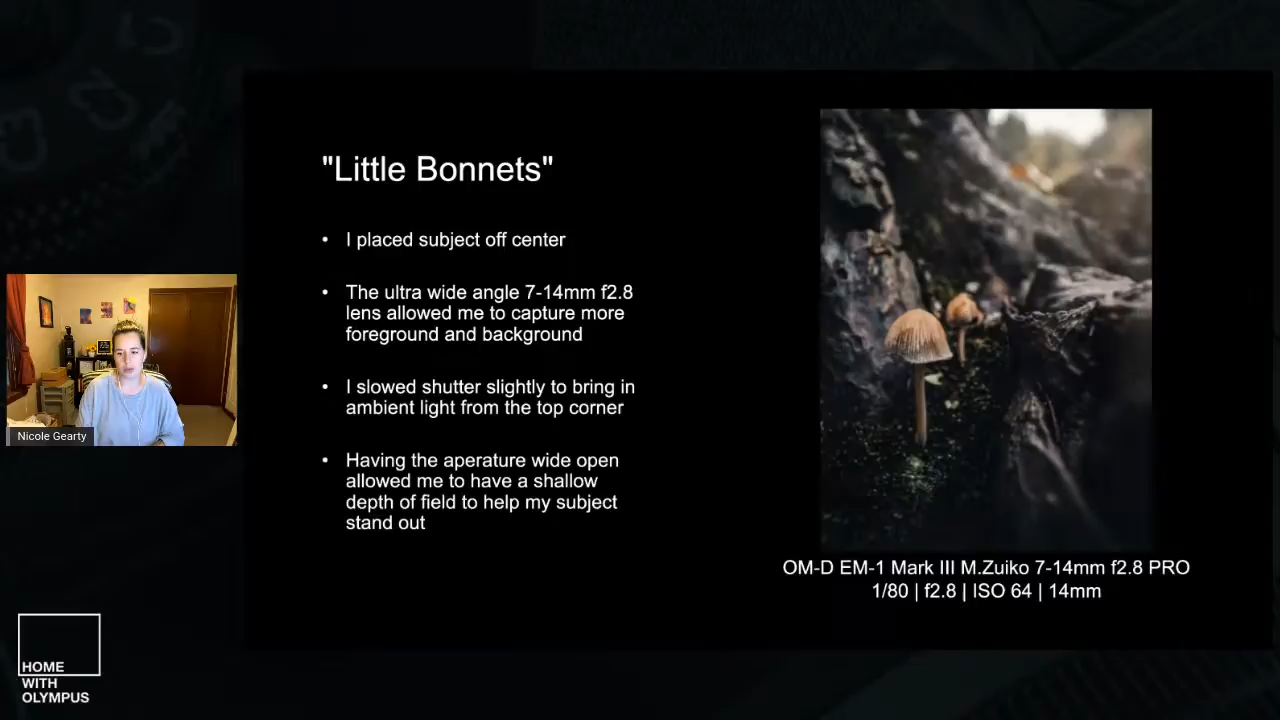 "Little Bonnets"
• I placed subject off center
• The ultra wide angle 7-14mm f2.8
lens allowed me to capture more
foreground and background
• I slowed shutter slightly to bring in
ambient light from the top corner
• Having the aperature wide open
allowed me to have a shallow
depth of field to help my subject
stand out
OM-D EM-1 Mark III M.Zuiko 7-14mm f2.8 PRO
1/80 | f2.8 | ISO 64 | 14mm
Nicole Gearty
HOME
WITH
OLYMPUS